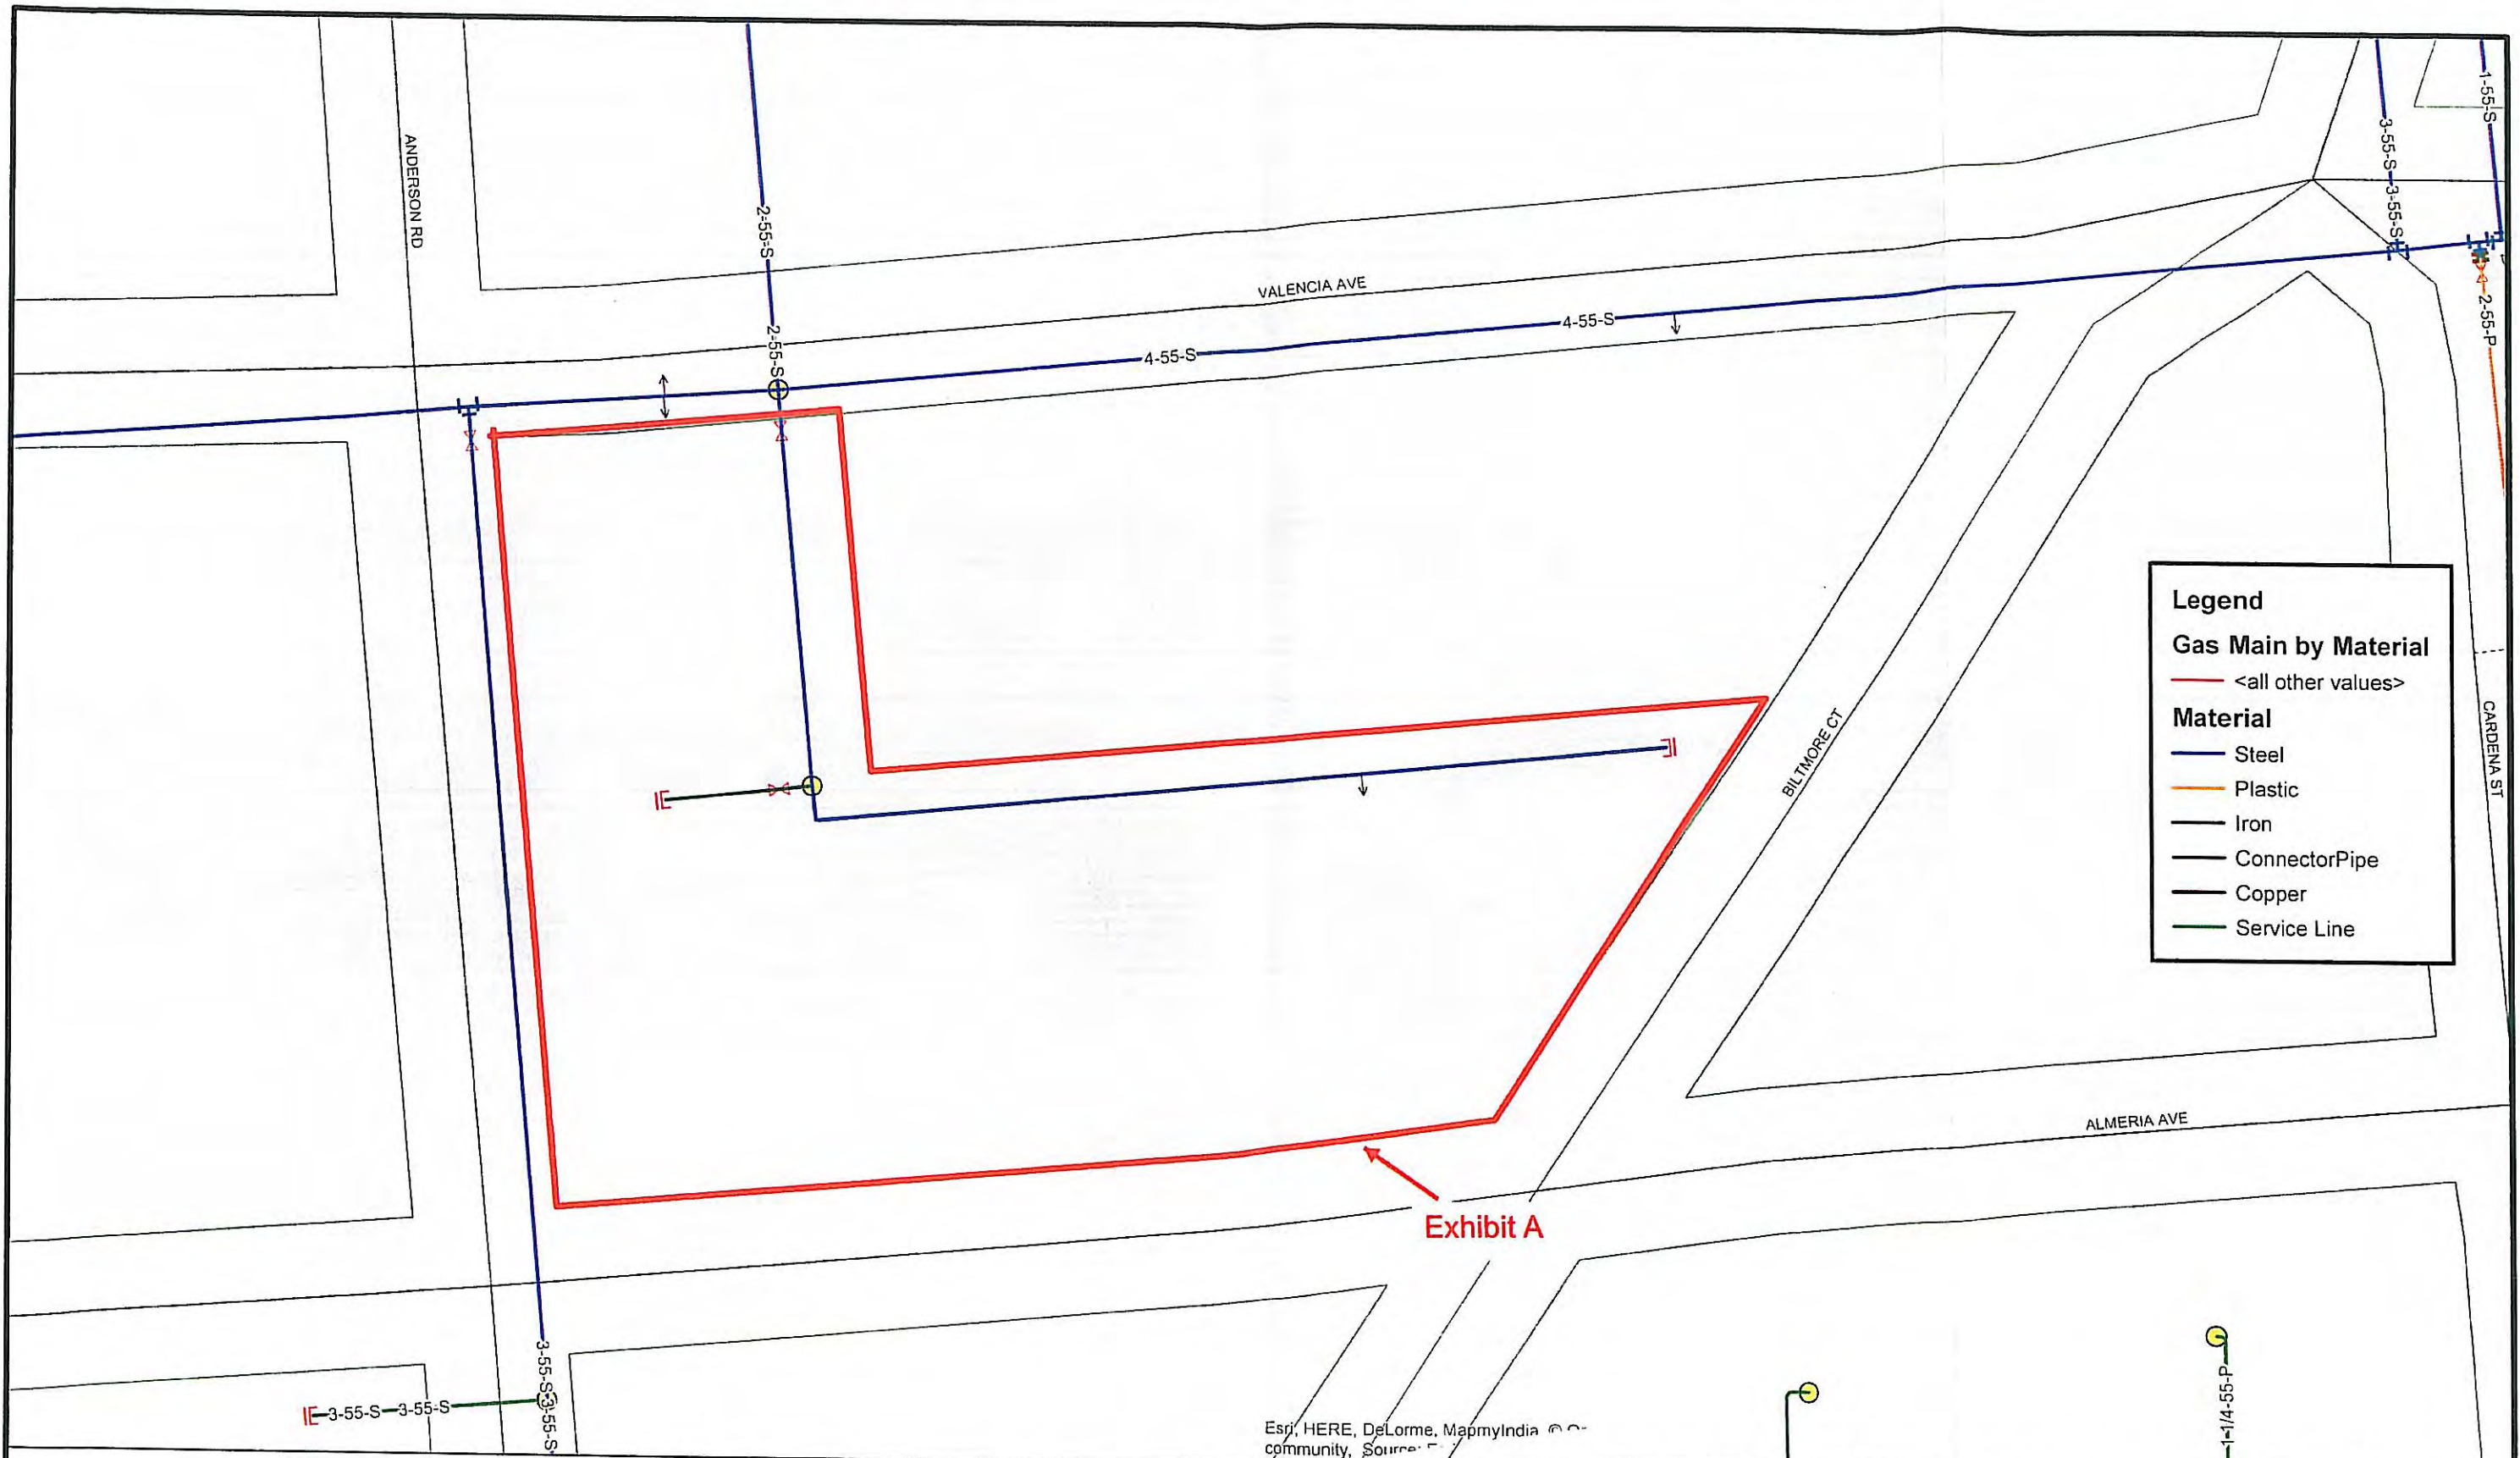 ANDERSON RD
2-55-S
2-55-S
VALENCIA AVE
4-55-S
4-55-S
3-55-S
3-55-S
1-55-S
2-55-P
Legend
Gas Main by Material
<all other values>
Material
Steel
Plastic
Iron
ConnectorPipe
Copper
Service Line
CARDENA ST
BILTMORE CT
ALMERIA AVE
Exhibit A
3-55-S
3-55-S
3-55-S
3-55-S
1-1/4-55-P
Esri, HERE, DeLorme, MapmyIndia ©
community, Source: